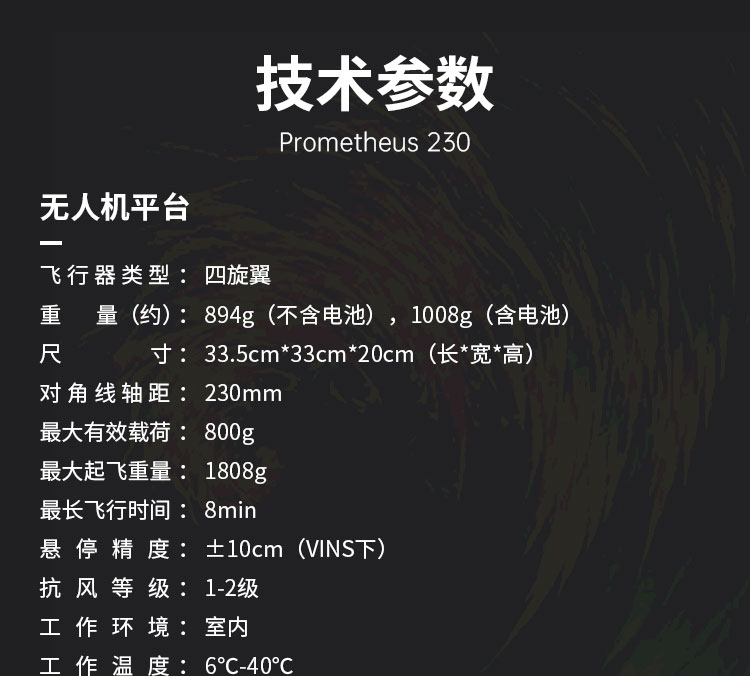 技术参数
Prometheus 230
无人机平台
飞行器类型：四旋翼
重 量（约）：894g（不含电池），1008g（含电池）
尺 寸：33.5cm*33cm*20cm（长*宽*高）
对角线轴距：230mm
最大有效载荷：800g
最大起飞重量：1808g
最长飞行时间：8min
悬停精度：±10cm（VINS下）
抗风等级：1-2级
工作环境：室内
工作温度：6℃-40℃